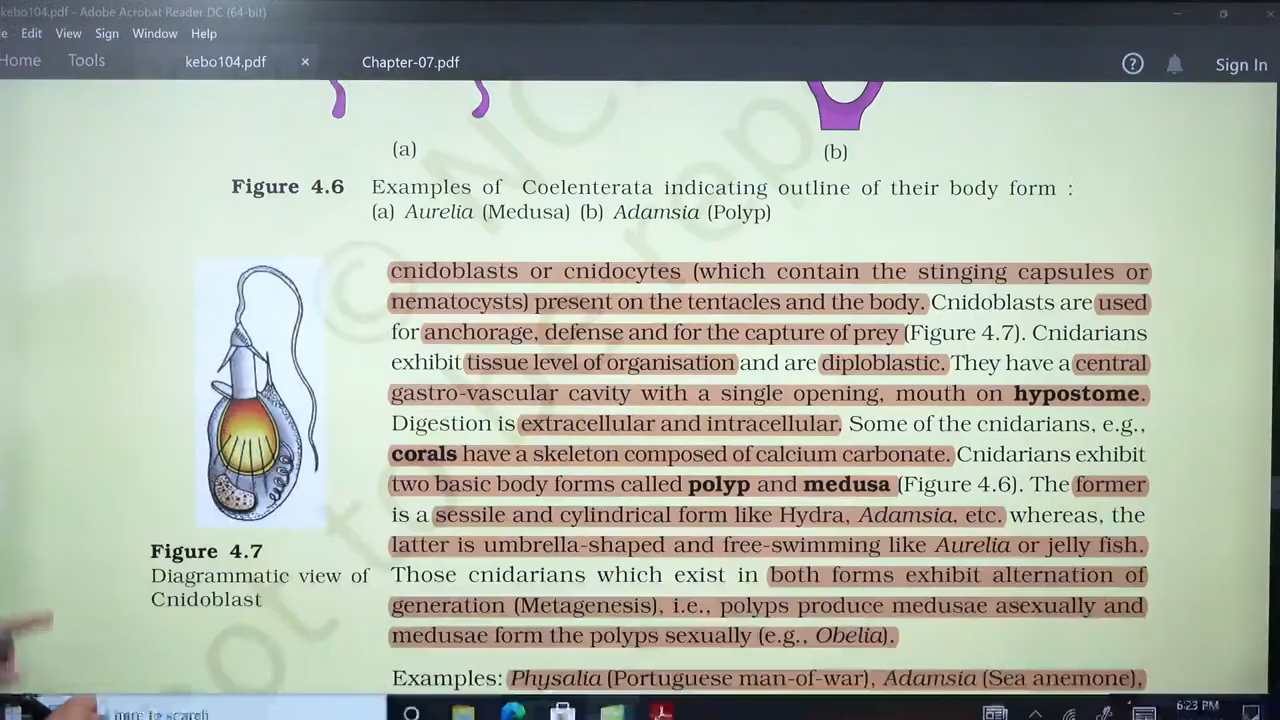 kebo104.pdf - Adobe Acrobat Reader DC (64-bit)
Edit View Sign Window Help
Home Tools kebo104.pdf × Chapter-07.pdf ? Sign In
(a) (b)
Figure 4.6 Examples of Coelenterata indicating outline of their body form :
(a) Aurelia (Medusa) (b) Adamsia (Polyp)
cnidoblasts or cnidocytes (which contain the stinging capsules or
nematocysts) present on the tentacles and the body. Cnidoblasts are used
for anchorage, defense and for the capture of prey (Figure 4.7). Cnidarians
exhibit tissue level of organisation and are diploblastic. They have a central
gastro-vascular cavity with a single opening, mouth on hypostome.
Digestion is extracellular and intracellular. Some of the cnidarians, e.g.,
corals have a skeleton composed of calcium carbonate. Cnidarians exhibit
two basic body forms called polyp and medusa (Figure 4.6). The former
is a sessile and cylindrical form like Hydra, Adamsia, etc. whereas, the
latter is umbrella-shaped and free-swimming like Aurelia or jelly fish.
Those cnidarians which exist in both forms exhibit alternation of
generation (Metagenesis), i.e., polyps produce medusae asexually and
medusae form the polyps sexually (e.g., Obelia).
Examples: Physalia (Portuguese man-of-war), Adamsia (Sea anemone),
Figure 4.7
Diagrammatic view of
Cnidoblast
to search
6:23 PM